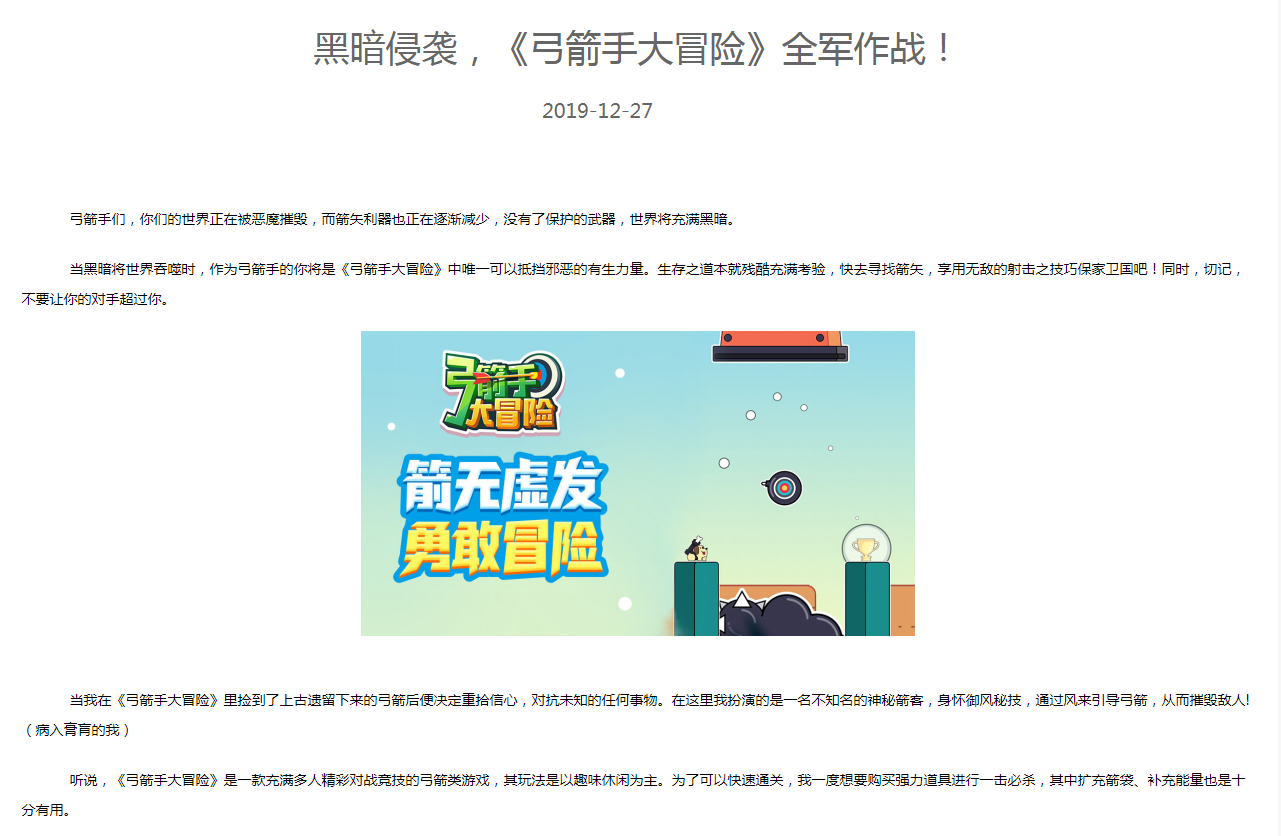 黑暗侵袭，《弓箭手大冒险》全军作战！
2019-12-27
弓箭手们，你们的世界正在被恶魔摧毁，而箭矢利器也正在逐渐减少，没有了保护的武器，世界将充满黑暗。
当黑暗将世界吞噬时，作为弓箭手的你将是《弓箭手大冒险》中唯一可以抵挡邪恶的有生力量。生存之道本就残酷充满考验，快去寻找箭矢，享用无敌的射击之技巧保家卫国吧！同时，切记，
不要让你的对手超过你。
弓箭手
大冒险
箭无虚发
勇敢冒险
当我在《弓箭手大冒险》里捡到了上古遗留下来的弓箭后便决定重拾信心，对抗未知的任何事物。在这里我扮演的是一名不知名的神秘箭客，身怀御风秘技，通过风来引导弓箭，从而摧毁敌人!
（病入膏肓的我）
听说，《弓箭手大冒险》是一款充满多人精彩对战竞技的弓箭类游戏，其玩法是以趣味休闲为主。为了可以快速通关，我一度想要购买强力道具进行一击必杀，其中扩充箭袋、补充能量也是十
分有用。